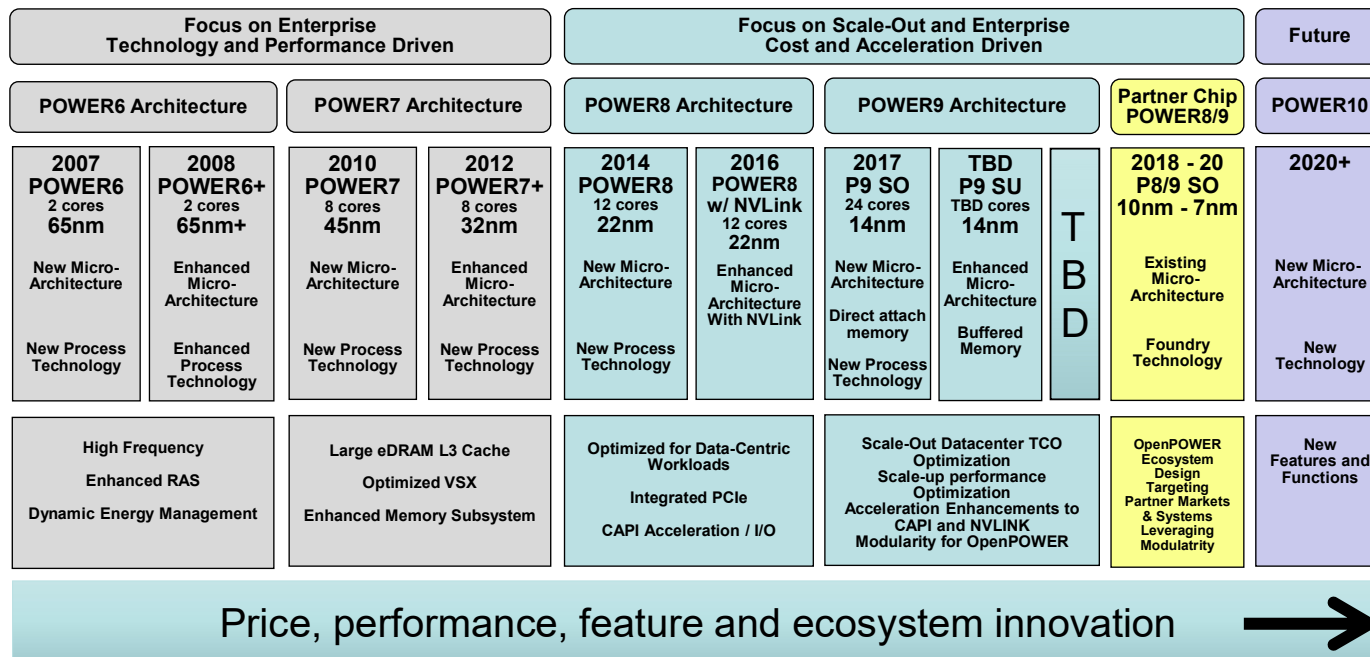 Focus on Enterprise
Technology and Performance Driven
Focus on Scale-Out and Enterprise
Cost and Acceleration Driven
Future
POWER6 Architecture
POWER7 Architecture
POWER8 Architecture
POWER9 Architecture
Partner Chip
POWER8/9
POWER10
2007
POWER6
2 cores
65nm
New Micro-
Architecture
New Process
Technology
2008
POWER6+
2 cores
65nm+
Enhanced
Micro-
Architecture
Enhanced
Process
Technology
2010
POWER7
8 cores
45nm
New Micro-
Architecture
New Process
Technology
2012
POWER7+
8 cores
32nm
Enhanced
Micro-
Architecture
New Process
Technology
2014
POWER8
12 cores
22nm
New Micro-
Architecture
New Process
Technology
2016
POWER8
w/ NVLink
12 cores
22nm
Enhanced
Micro-
Architecture
With NVLink
2017
P9 SO
24 cores
14nm
New Micro-
Architecture
Direct attach
memory
New Process
Technology
TBD
P9 SU
TBD cores
14nm
Enhanced
Micro-
Architecture
Buffered
Memory
T
B
D
2018 - 20
P8/9 SO
10nm - 7nm
Existing
Micro-
Architecture
Foundry
Technology
2020+
New Micro-
Architecture
New
Technology
High Frequency
Enhanced RAS
Dynamic Energy Management
Large eDRAM L3 Cache
Optimized VSX
Enhanced Memory Subsystem
Optimized for Data-Centric
Workloads
Integrated PCIe
CAPI Acceleration / I/O
Scale-Out Datacenter TCO
Optimization
Scale-up performance
Optimization
Acceleration Enhancements to
CAPI and NVLINK
Modularity for OpenPOWER
OpenPOWER
Ecosystem
Design
Targeting
Partner Markets
& Systems
Leveraging
Modulatrity
New
Features and
Functions
Price, performance, feature and ecosystem innovation